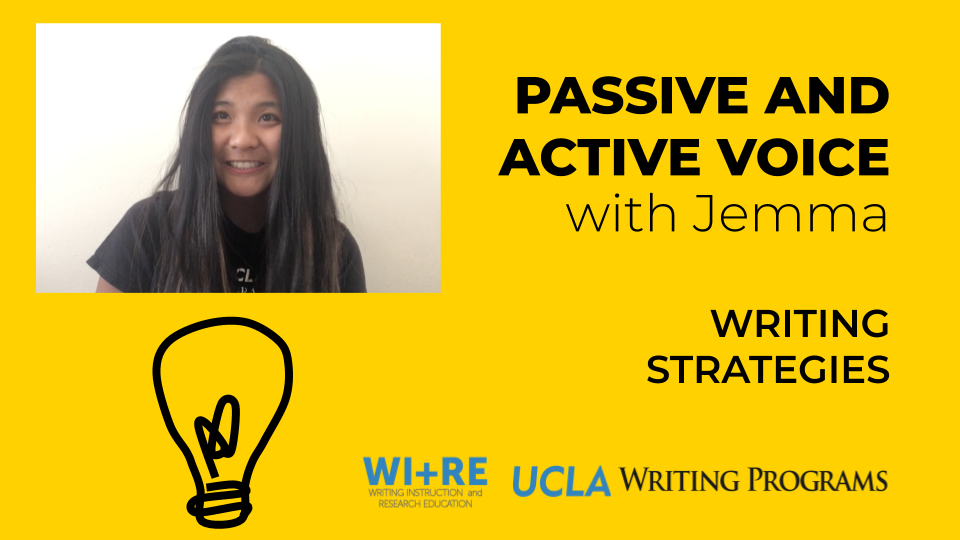 PASSIVE AND
ACTIVE VOICE
with Jemma
WRITING
STRATEGIES
WI+RE
WRITING INSTRUCTION and
RESEARCH EDUCATION
UCLA WRITING PROGRAMS